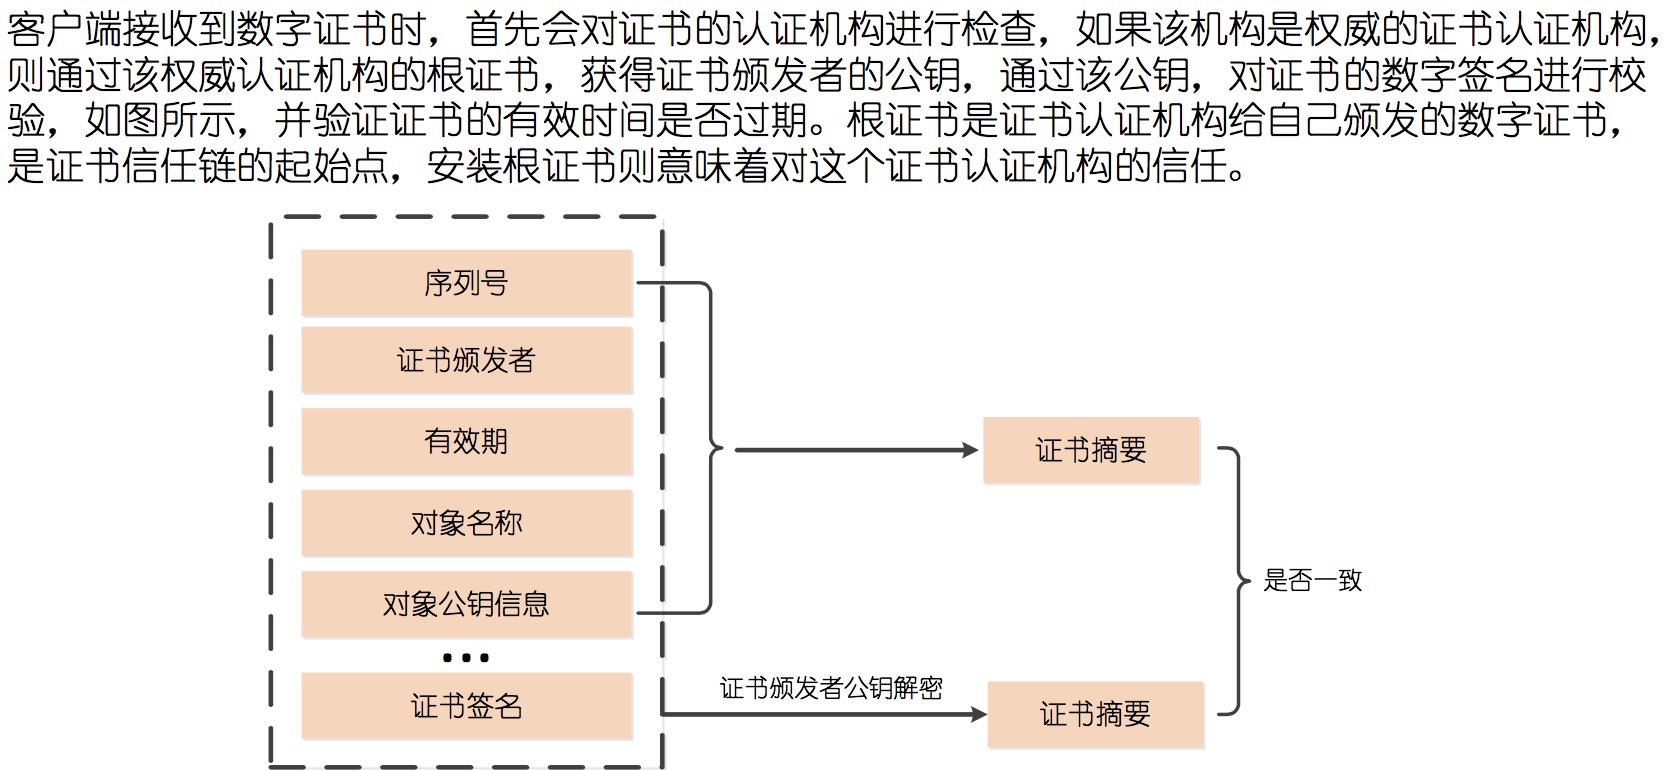 客户端接收到数字证书时，首先会对证书的认证机构进行检查，如果该机构是权威的证书认证机构，
则通过该权威认证机构的根证书，获得证书颁发者的公钥，通过该公钥，对证书的数字签名进行校
验，如图所示，并验证证书的有效时间是否过期。根证书是证书认证机构给自己颁发的数字证书，
是证书信任链的起始点，安装根证书则意味着对这个证书认证机构的信任。
序列号
证书颁发者
有效期
对象名称
对象公钥信息
...
证书签名
证书摘要
证书颁发者公钥解密
证书摘要
是否一致